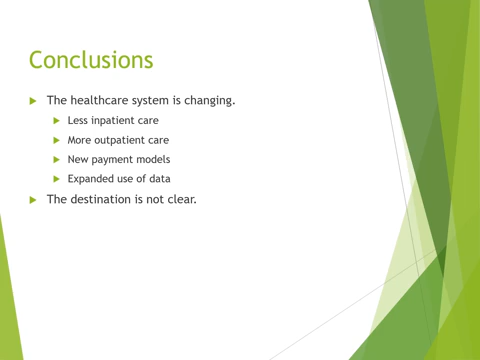 Conclusions
The healthcare system is changing.
Less inpatient care
More outpatient care
New payment models
Expanded use of data
The destination is not clear.